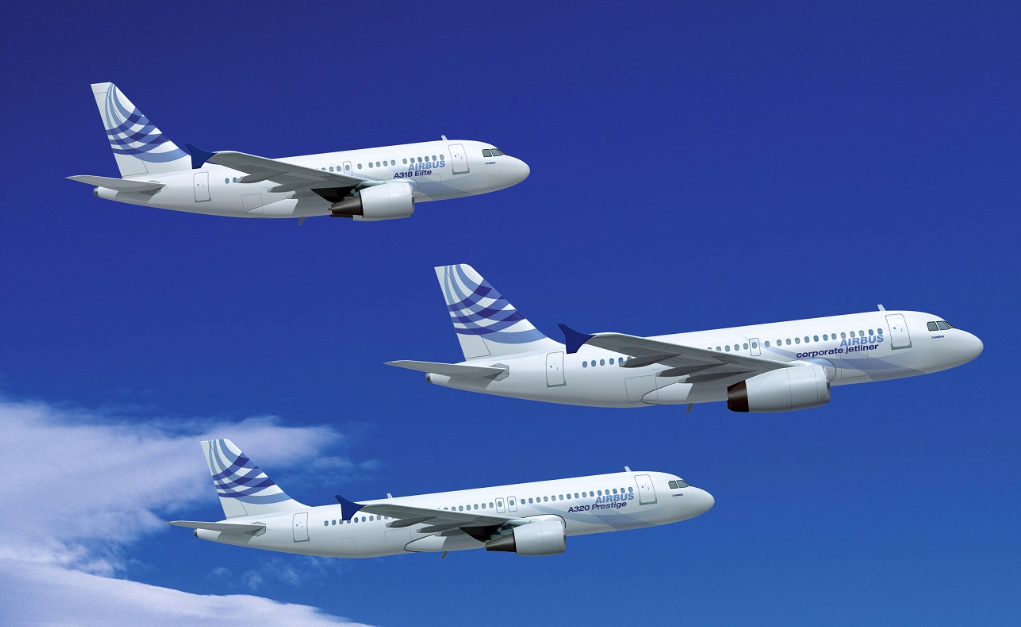 AIRBUS
A318 Elite
AIRBUS
corporate jetliner
AIRBUS
A320 Prestige